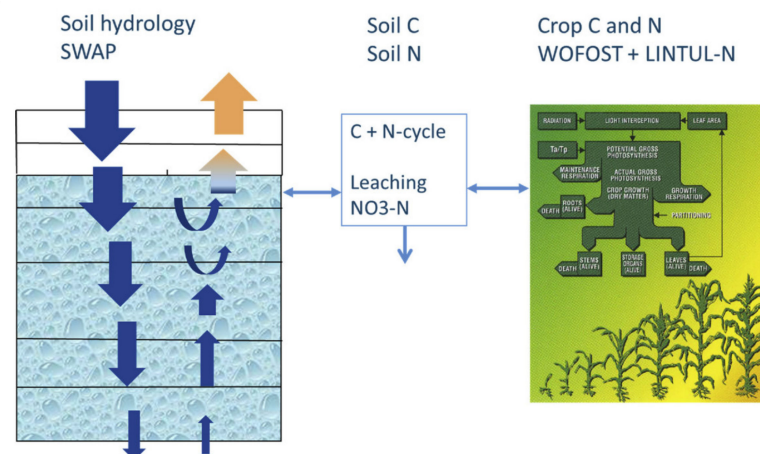 Soil hydrology
SWAP
Soil C
Soil N
Crop C and N
WOFOST + LINTUL-N
C + N-cycle
Leaching
NO3-N
RADIATION
LIGHT INTERCEPTION
LEAF AREA
Ta/Tp
POTENTIAL GROSS
PHOTOSYNTHESIS
MAINTENANCE
RESPIRATION
ACTUAL GROSS
PHOTOSYNTHESIS
CROP GROWTH
(DRY MATTER)
GROWTH
RESPIRATION
ROOTS
(ALIVE)
DEATH
PARTITIONING
STEMS
(ALIVE)
DEATH
STORAGE
ORGANS
(ALIVE)
LEAVES
(ALIVE)
DEATH